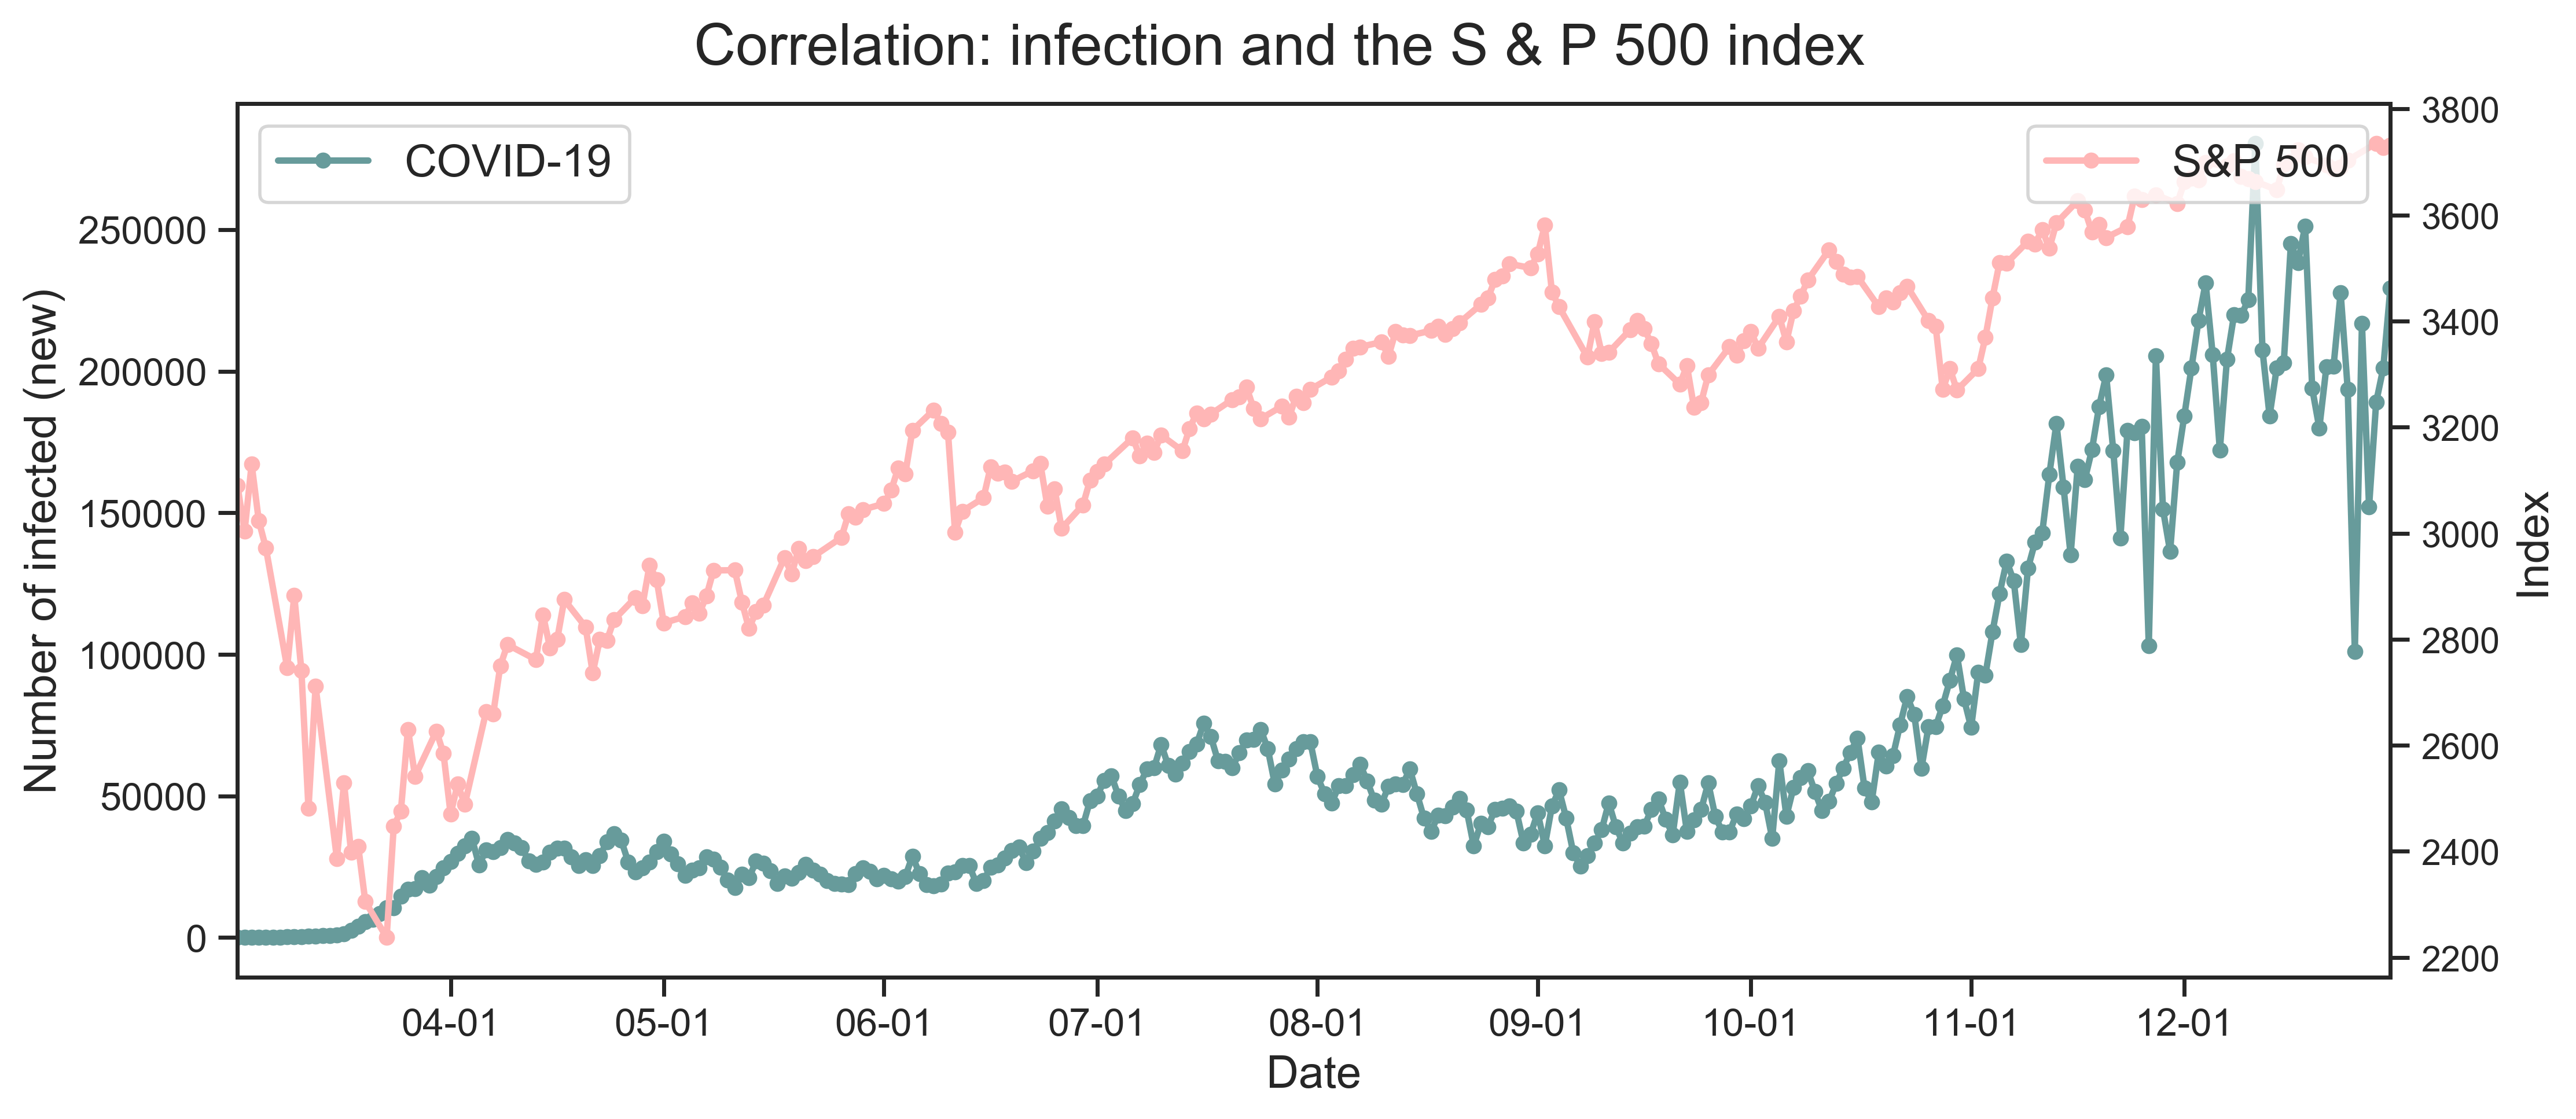 Correlation: infection and the S & P 500 index
COVID-19
S&P 500
Number of infected (new)
250000
200000
150000
100000
50000
0
3800
3600
3400
3200
3000
2800
2600
2400
2200
Index
04-01 05-01 06-01 07-01 08-01 09-01 10-01 11-01 12-01
Date